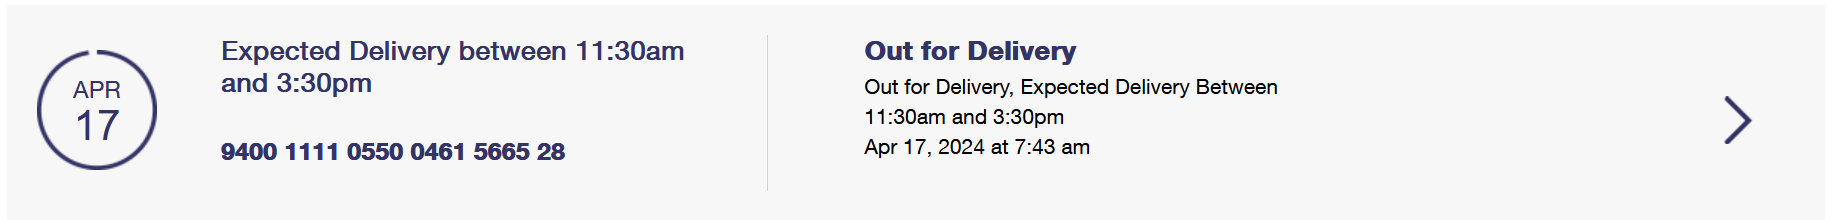 APR
17
Expected Delivery between 11:30am
and 3:30pm
9400 1111 0550 0461 5665 28
Out for Delivery
Out for Delivery, Expected Delivery Between
11:30am and 3:30pm
Apr 17, 2024 at 7:43 am